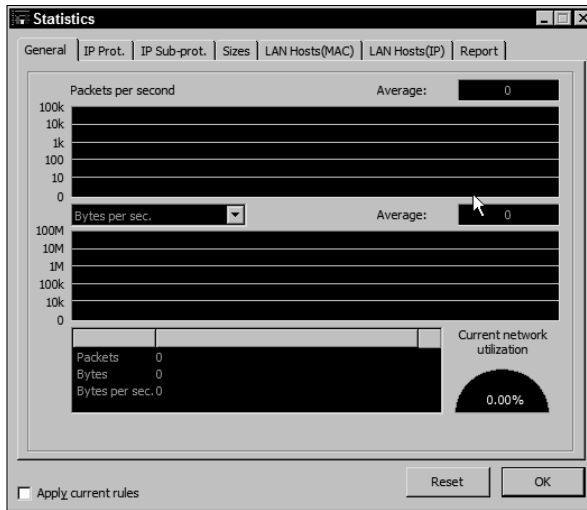 Statistics
General IP Prot. IP Sub-prot. Sizes LAN Hosts(MAC) LAN Hosts(IP) Report
Packets per second Average: 0
100k
10k
1k
100
10
0
Bytes per sec. Average: 0
100M
10M
1M
100k
10k
0
Packets 0
Bytes 0
Bytes per sec. 0
Current network
utilization
0.00%
Apply current rules
Reset OK